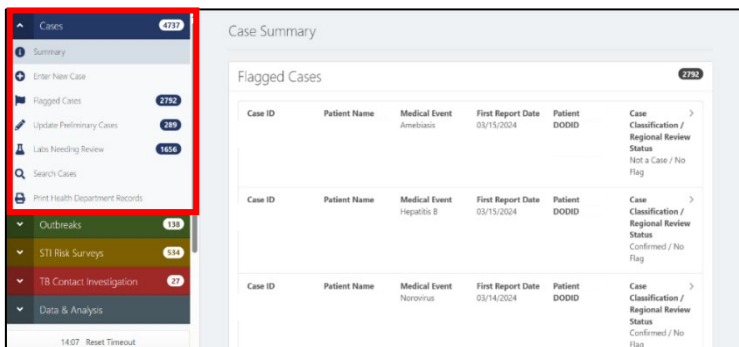 Cases 4737
Summary
Enter New Case
Flagged Cases 2792
Update Preliminary Cases 289
Labs Needing Review 1656
Search Cases
Print Health Department Records
Outbreaks 138
STI Risk Surveys 534
TB Contact Investigation 27
Data & Analysis
14:07 Reset Timeout
Case Summary
Flagged Cases 2792
Case ID Patient Name Medical Event First Report Date Patient Case
Amebiasis 03/15/2024 DODID Classification /
Regional Review
Status
Not a Case / No
Flag
Case ID Patient Name Medical Event First Report Date Patient Case
Hepatitis B 03/15/2024 DODID Classification /
Regional Review
Status
Confirmed / No
Flag
Case ID Patient Name Medical Event First Report Date Patient Case
Norovirus 03/14/2024 DODID Classification /
Regional Review
Status
Confirmed / No
Flag